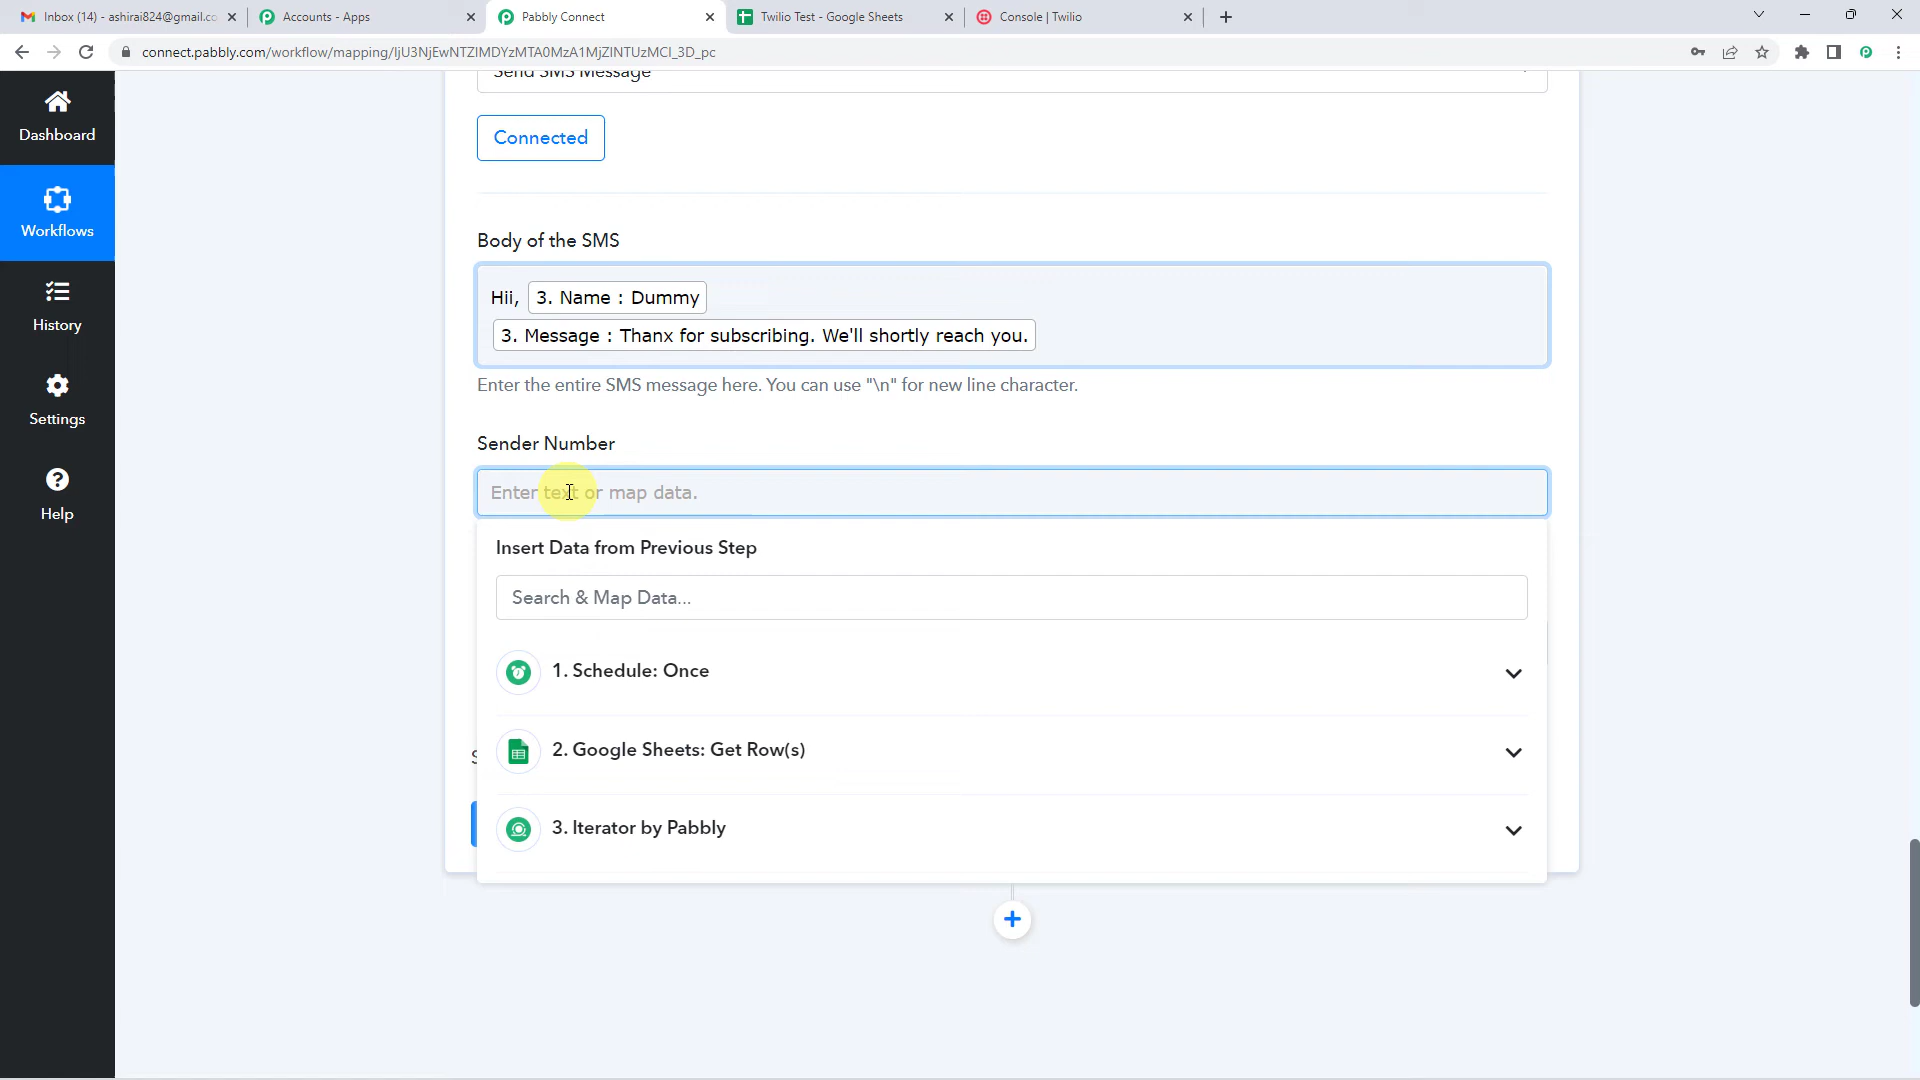 Inbox (14) - ashirai824@gmail.co
Accounts - Apps
Pabbly Connect
Twilio Test - Google Sheets
Console | Twilio
connect.pabbly.com/workflow/mapping/IjU3NjEwNTZIMDYzMTA0MzA1MjZINTUzMCI_3D_pc
Send SMS Message
Dashboard
Connected
Workflows
Body of the SMS
Hii, 3. Name : Dummy
3. Message : Thanx for subscribing. We'll shortly reach you.
History
Enter the entire SMS message here. You can use "\n" for new line character.
Settings
Sender Number
Enter text or map data.
Help
Insert Data from Previous Step
Search & Map Data...
1. Schedule: Once
2. Google Sheets: Get Row(s)
3. Iterator by Pabbly